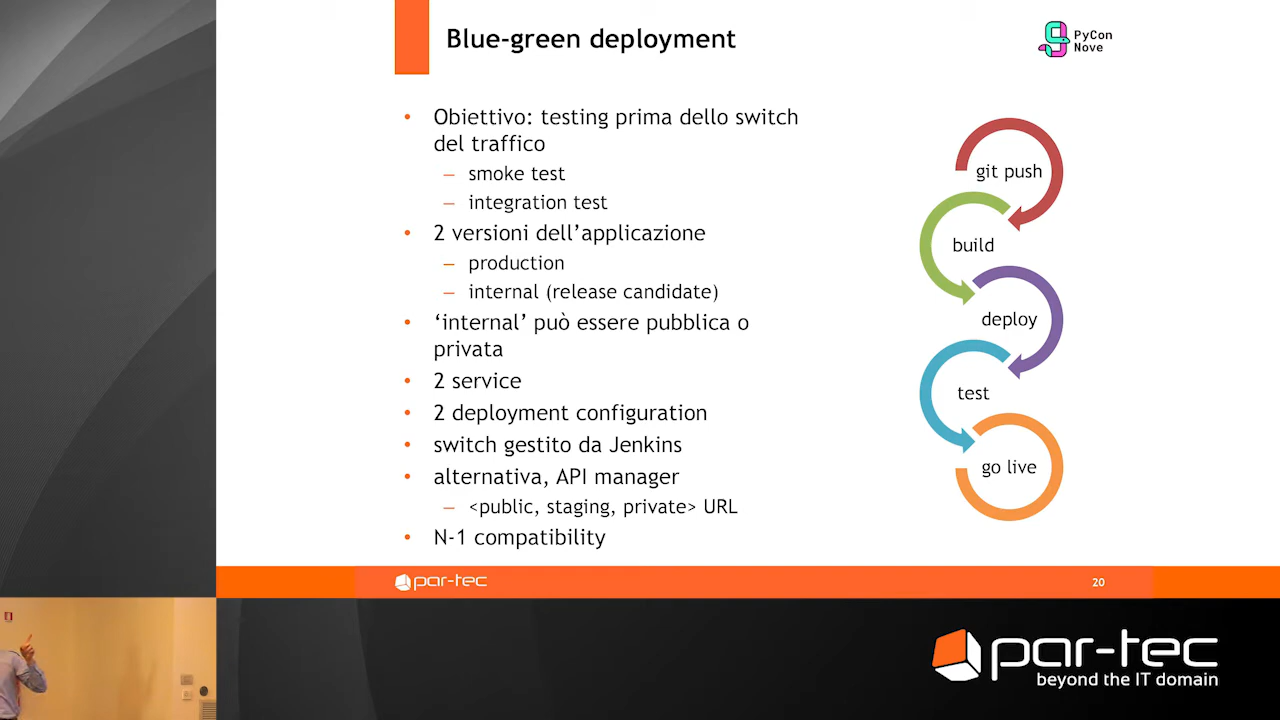 Blue-green deployment
PyCon
Nove
• Obiettivo: testing prima dello switch
del traffico
– smoke test
– integration test
• 2 versioni dell’applicazione
– production
– internal (release candidate)
• ‘internal’ può essere pubblica o
privata
• 2 service
• 2 deployment configuration
• switch gestito da Jenkins
• alternativa, API manager
– <public, staging, private> URL
• N-1 compatibility
git push
build
deploy
test
go live
par-tec
20
par-tec
beyond the IT domain